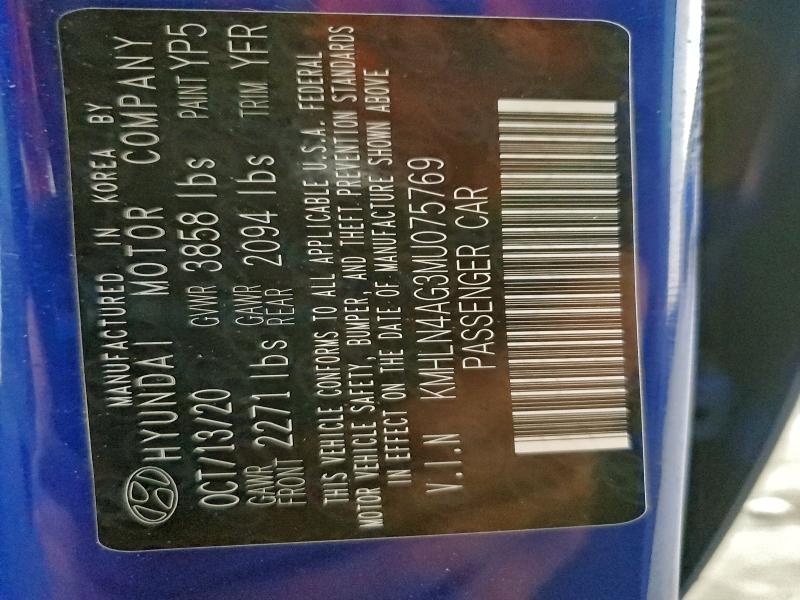 MANUFACTURED IN KOREA BY
HYUNDAI MOTOR COMPANY
OCT/13/20 GVWR 3858 lbs PAINT YP5
GAWR FRONT 2271 lbs GAWR REAR 2094 lbs TRIM YFR
THIS VEHICLE CONFORMS TO ALL APPLICABLE U.S.A. FEDERAL
MOTOR VEHICLE SAFETY, BUMPER, AND THEFT PREVENTION STANDARDS
IN EFFECT ON THE DATE OF MANUFACTURE SHOWN ABOVE
V.I.N KMHLN4AG3MU075769
PASSENGER CAR